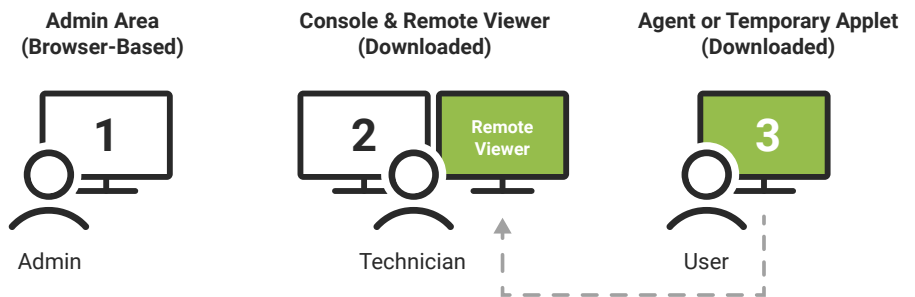 Admin Area
(Browser-Based)
Console & Remote Viewer
(Downloaded)
Agent or Temporary Applet
(Downloaded)
1
2
Remote
Viewer
3
Admin
Technician
User